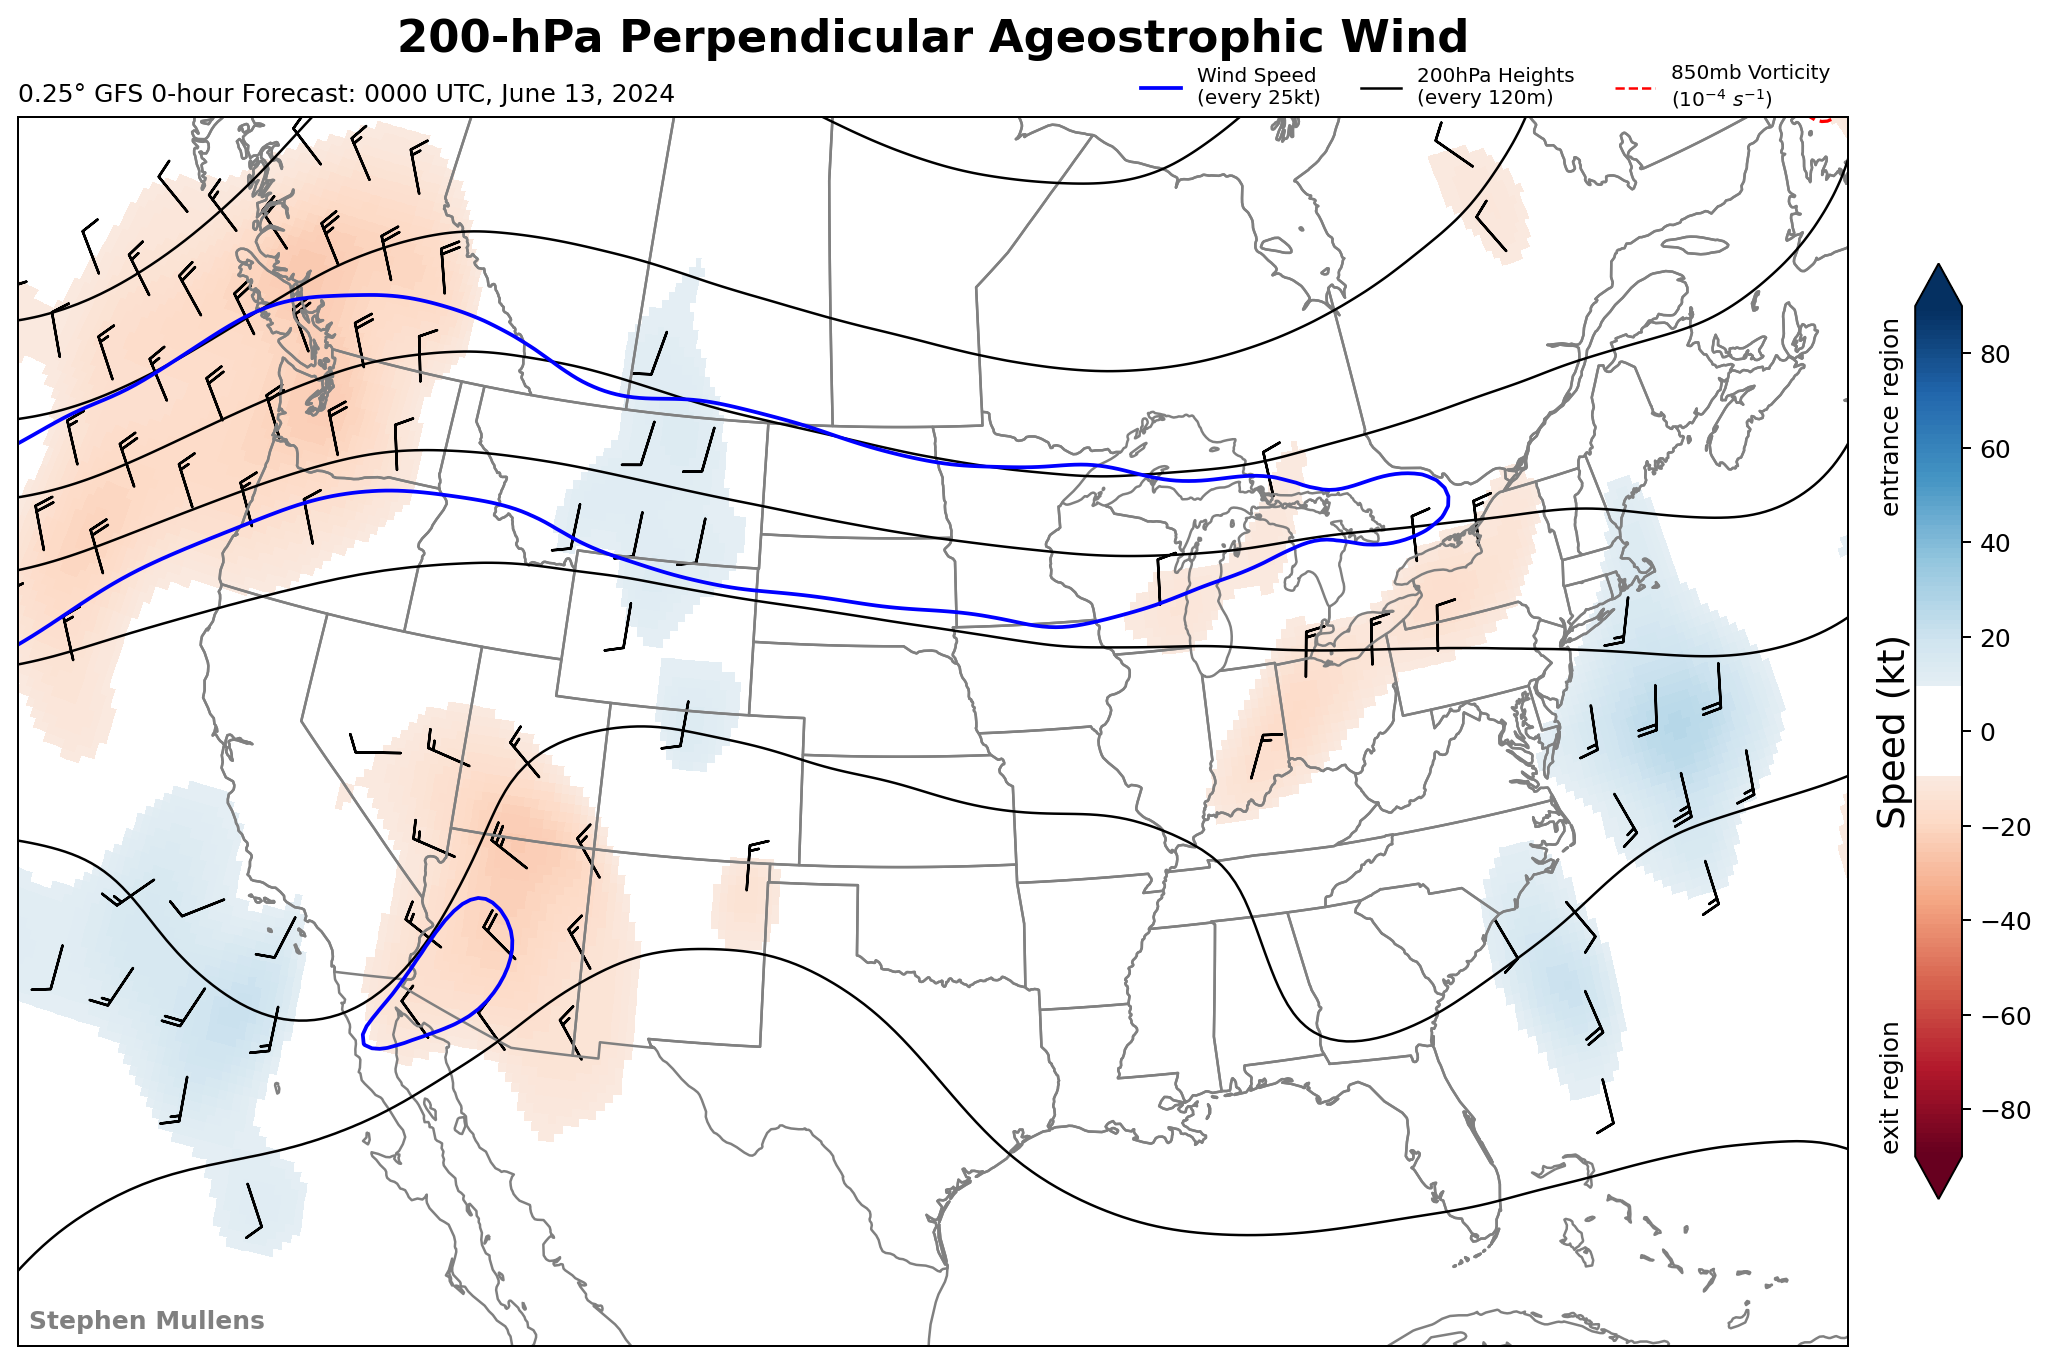 200-hPa Perpendicular Ageostrophic Wind
0.25° GFS 0-hour Forecast: 0000 UTC, June 13, 2024
Wind Speed
(every 25kt)
200hPa Heights
(every 120m)
850mb Vorticity
(10⁻⁴ s⁻¹)
entrance region
Speed (kt)
exit region
80
60
40
20
0
−20
−40
−60
−80
Stephen Mullens